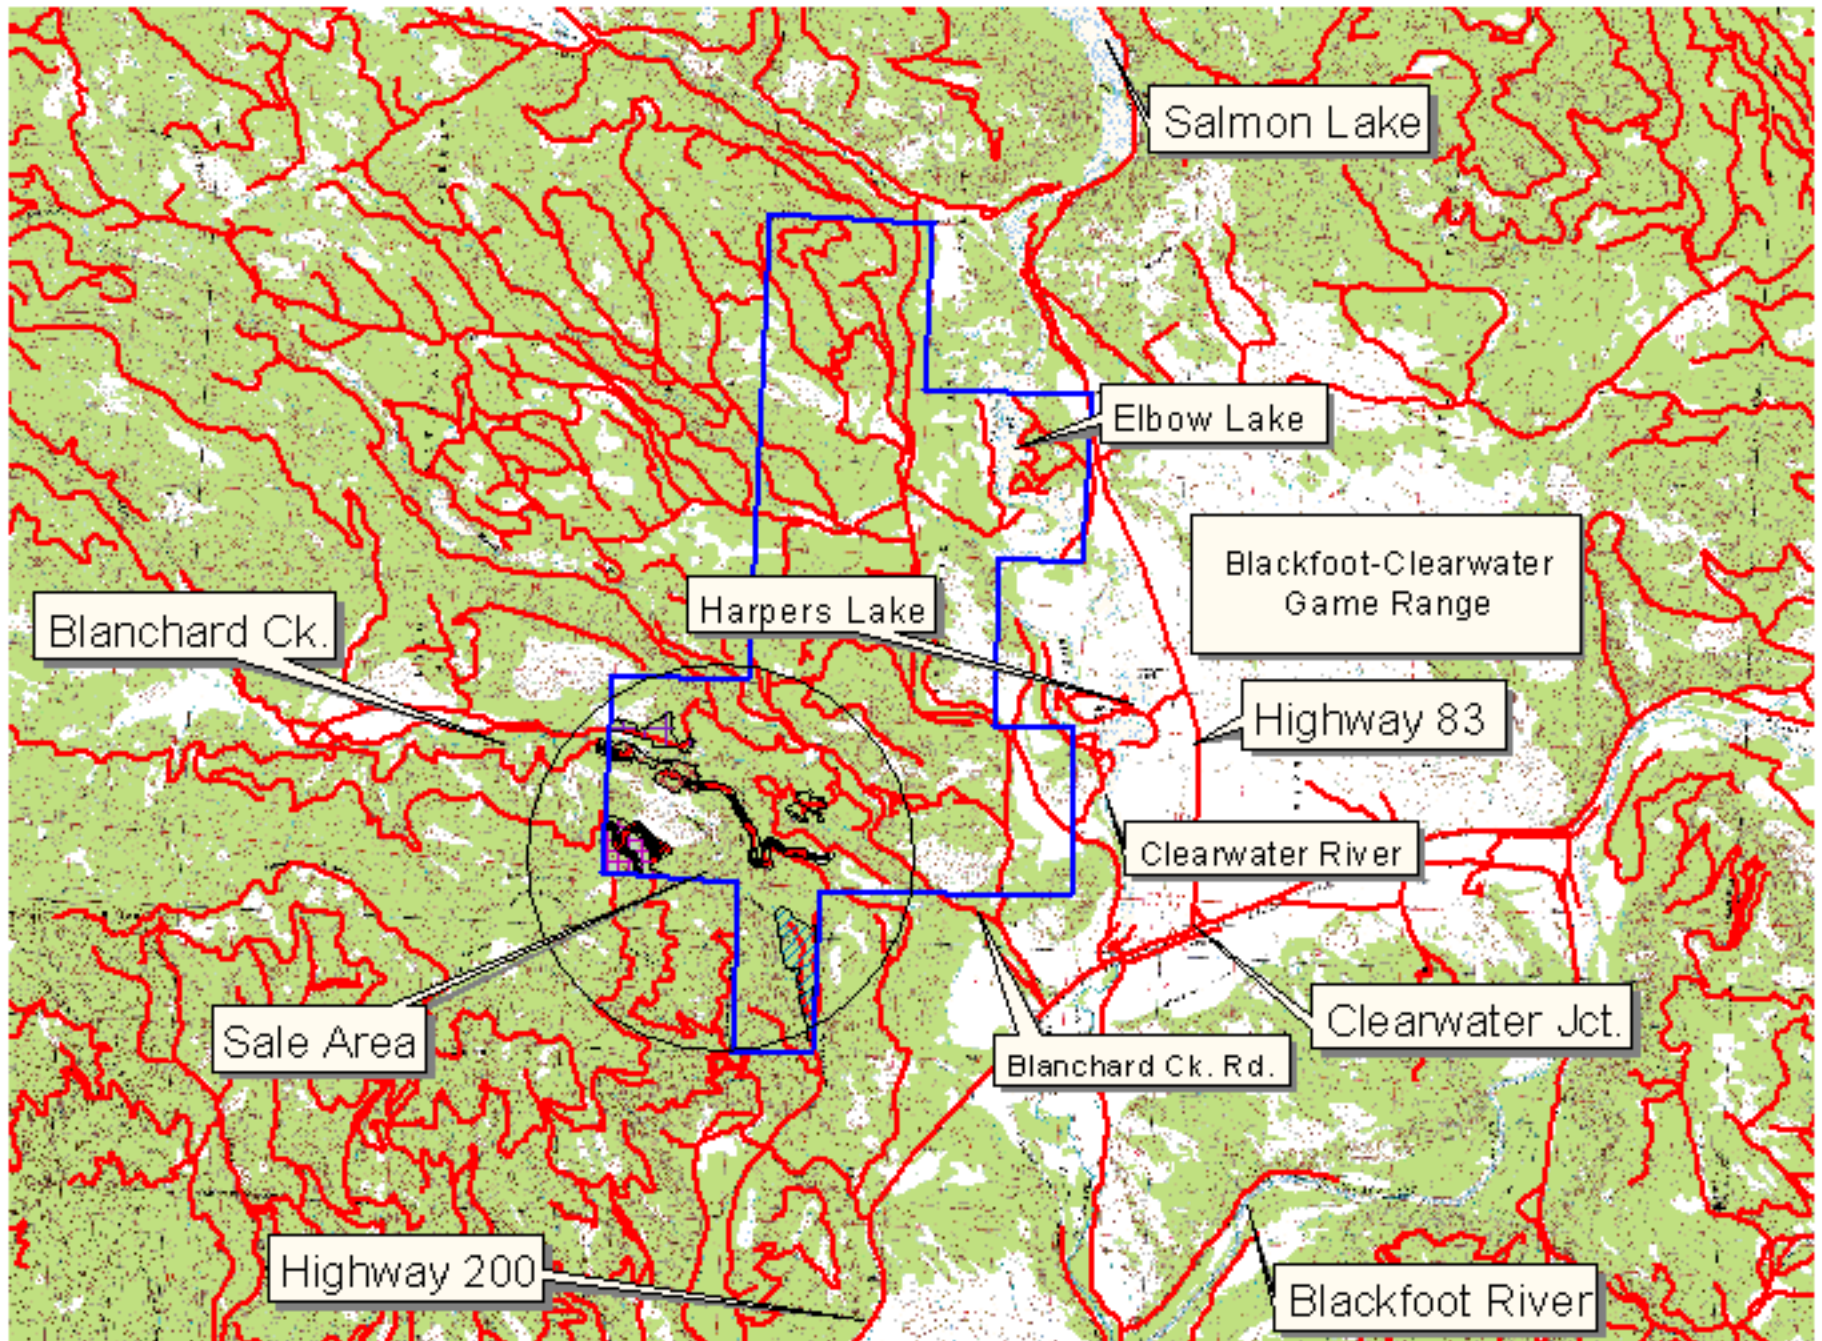 Salmon Lake
Elbow Lake
Blackfoot-Clearwater
Game Range
Harpers Lake
Blanchard Ck.
Highway 83
Clearwater River
Sale Area
Clearwater Jct.
Blanchard Ck. Rd.
Highway 200
Blackfoot River